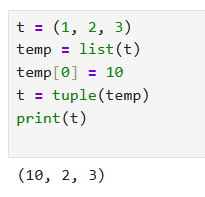 t = (1, 2, 3)
temp = list(t)
temp[0] = 10
t = tuple(temp)
print(t)
(10, 2, 3)